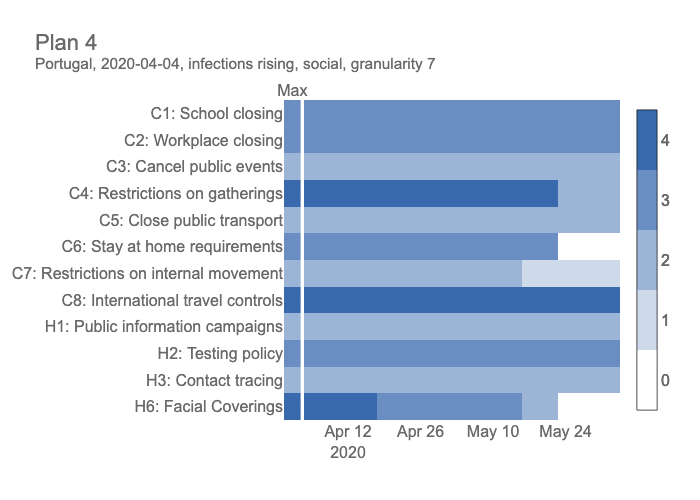 Plan 4
Portugal, 2020-04-04, infections rising, social, granularity 7
Max
C1: School closing
C2: Workplace closing
C3: Cancel public events
C4: Restrictions on gatherings
C5: Close public transport
C6: Stay at home requirements
C7: Restrictions on internal movement
C8: International travel controls
H1: Public information campaigns
H2: Testing policy
H3: Contact tracing
H6: Facial Coverings
Apr 12 Apr 26 May 10 May 24
2020
4
3
2
1
0